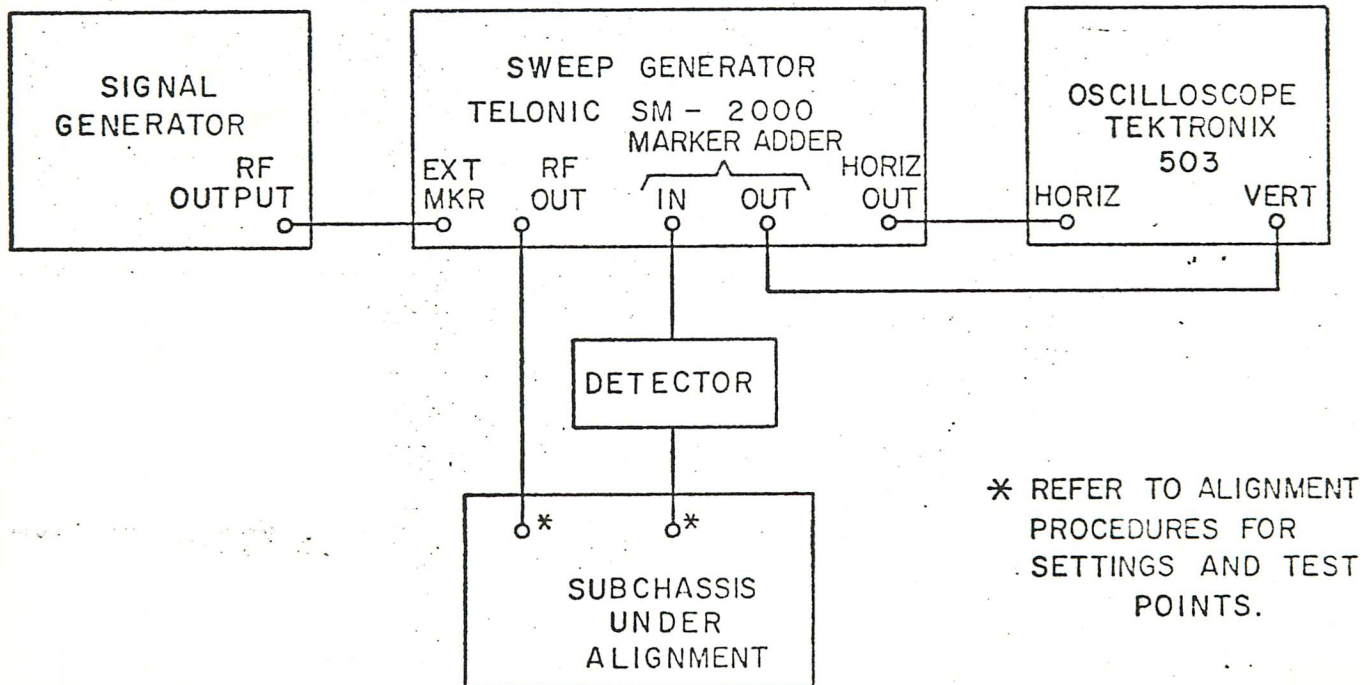 SIGNAL
GENERATOR
RF
OUTPUT
SWEEP GENERATOR
TELONIC SM - 2000
MARKER ADDER
EXT
MKR
RF
OUT
IN
OUT
HORIZ
OUT
OSCILLOSCOPE
TEKTRONIX
503
HORIZ
VERT
DETECTOR
*
*
SUBCHASSIS
UNDER
ALIGNMENT
* REFER TO ALIGNMENT
PROCEDURES FOR
SETTINGS AND TEST
POINTS.